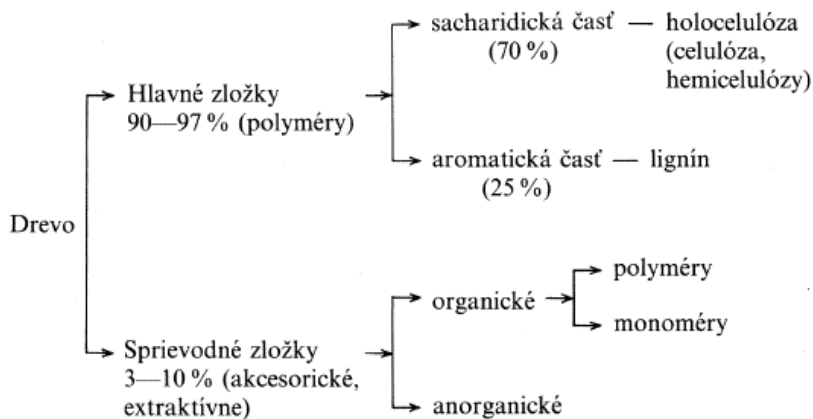 sacharidická časť — holocelulóza
(70 %) (celulóza,
hemicelulózy)
Hlavné zložky
90—97 % (polyméry)
aromatická časť — lignín
(25 %)
Drevo
polyméry
organické
monoméry
Sprievodné zložky
3—10 % (akcesorické,
extraktívne)
anorganické